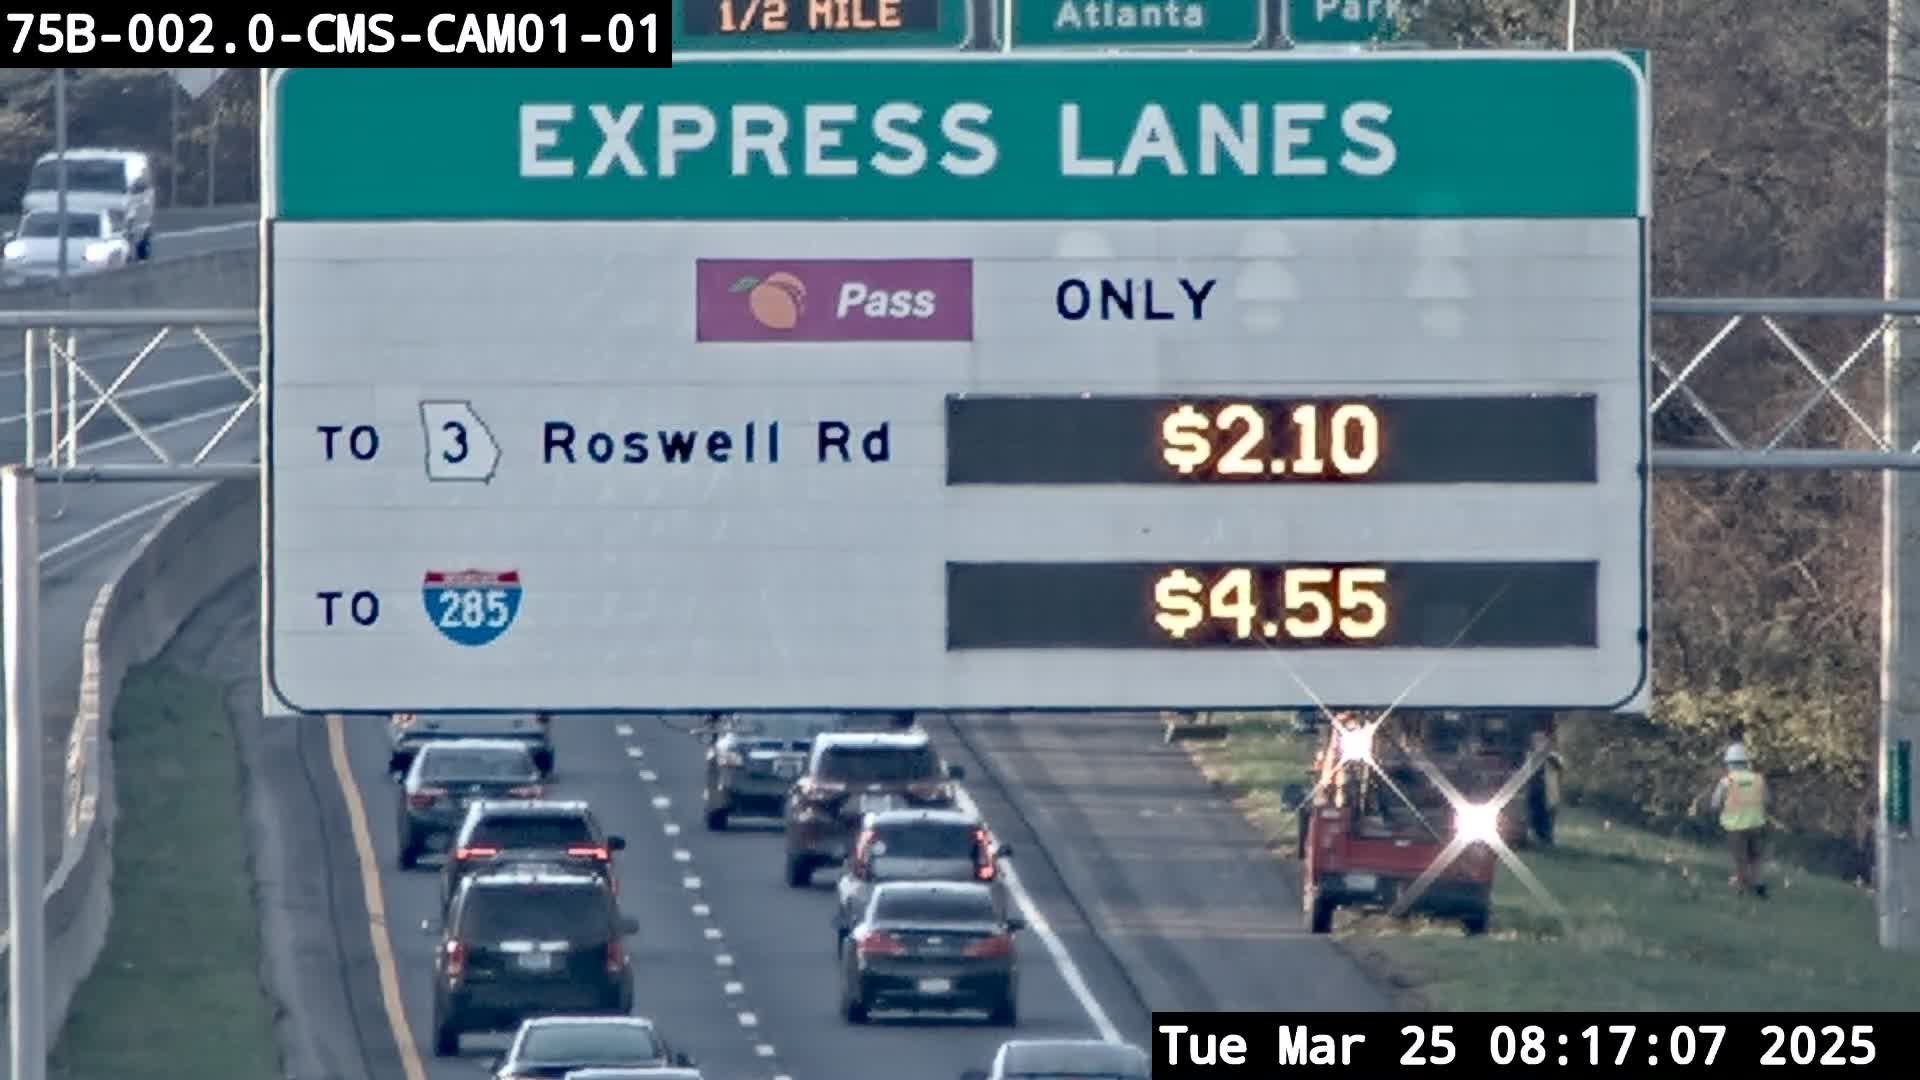 75B-002.0-CMS-CAM01-01
1/2 MILE
Atlanta
Park
EXPRESS LANES
Pass ONLY
TO 3 Roswell Rd $2.10
TO 285 $4.55
Tue Mar 25 08:17:07 2025